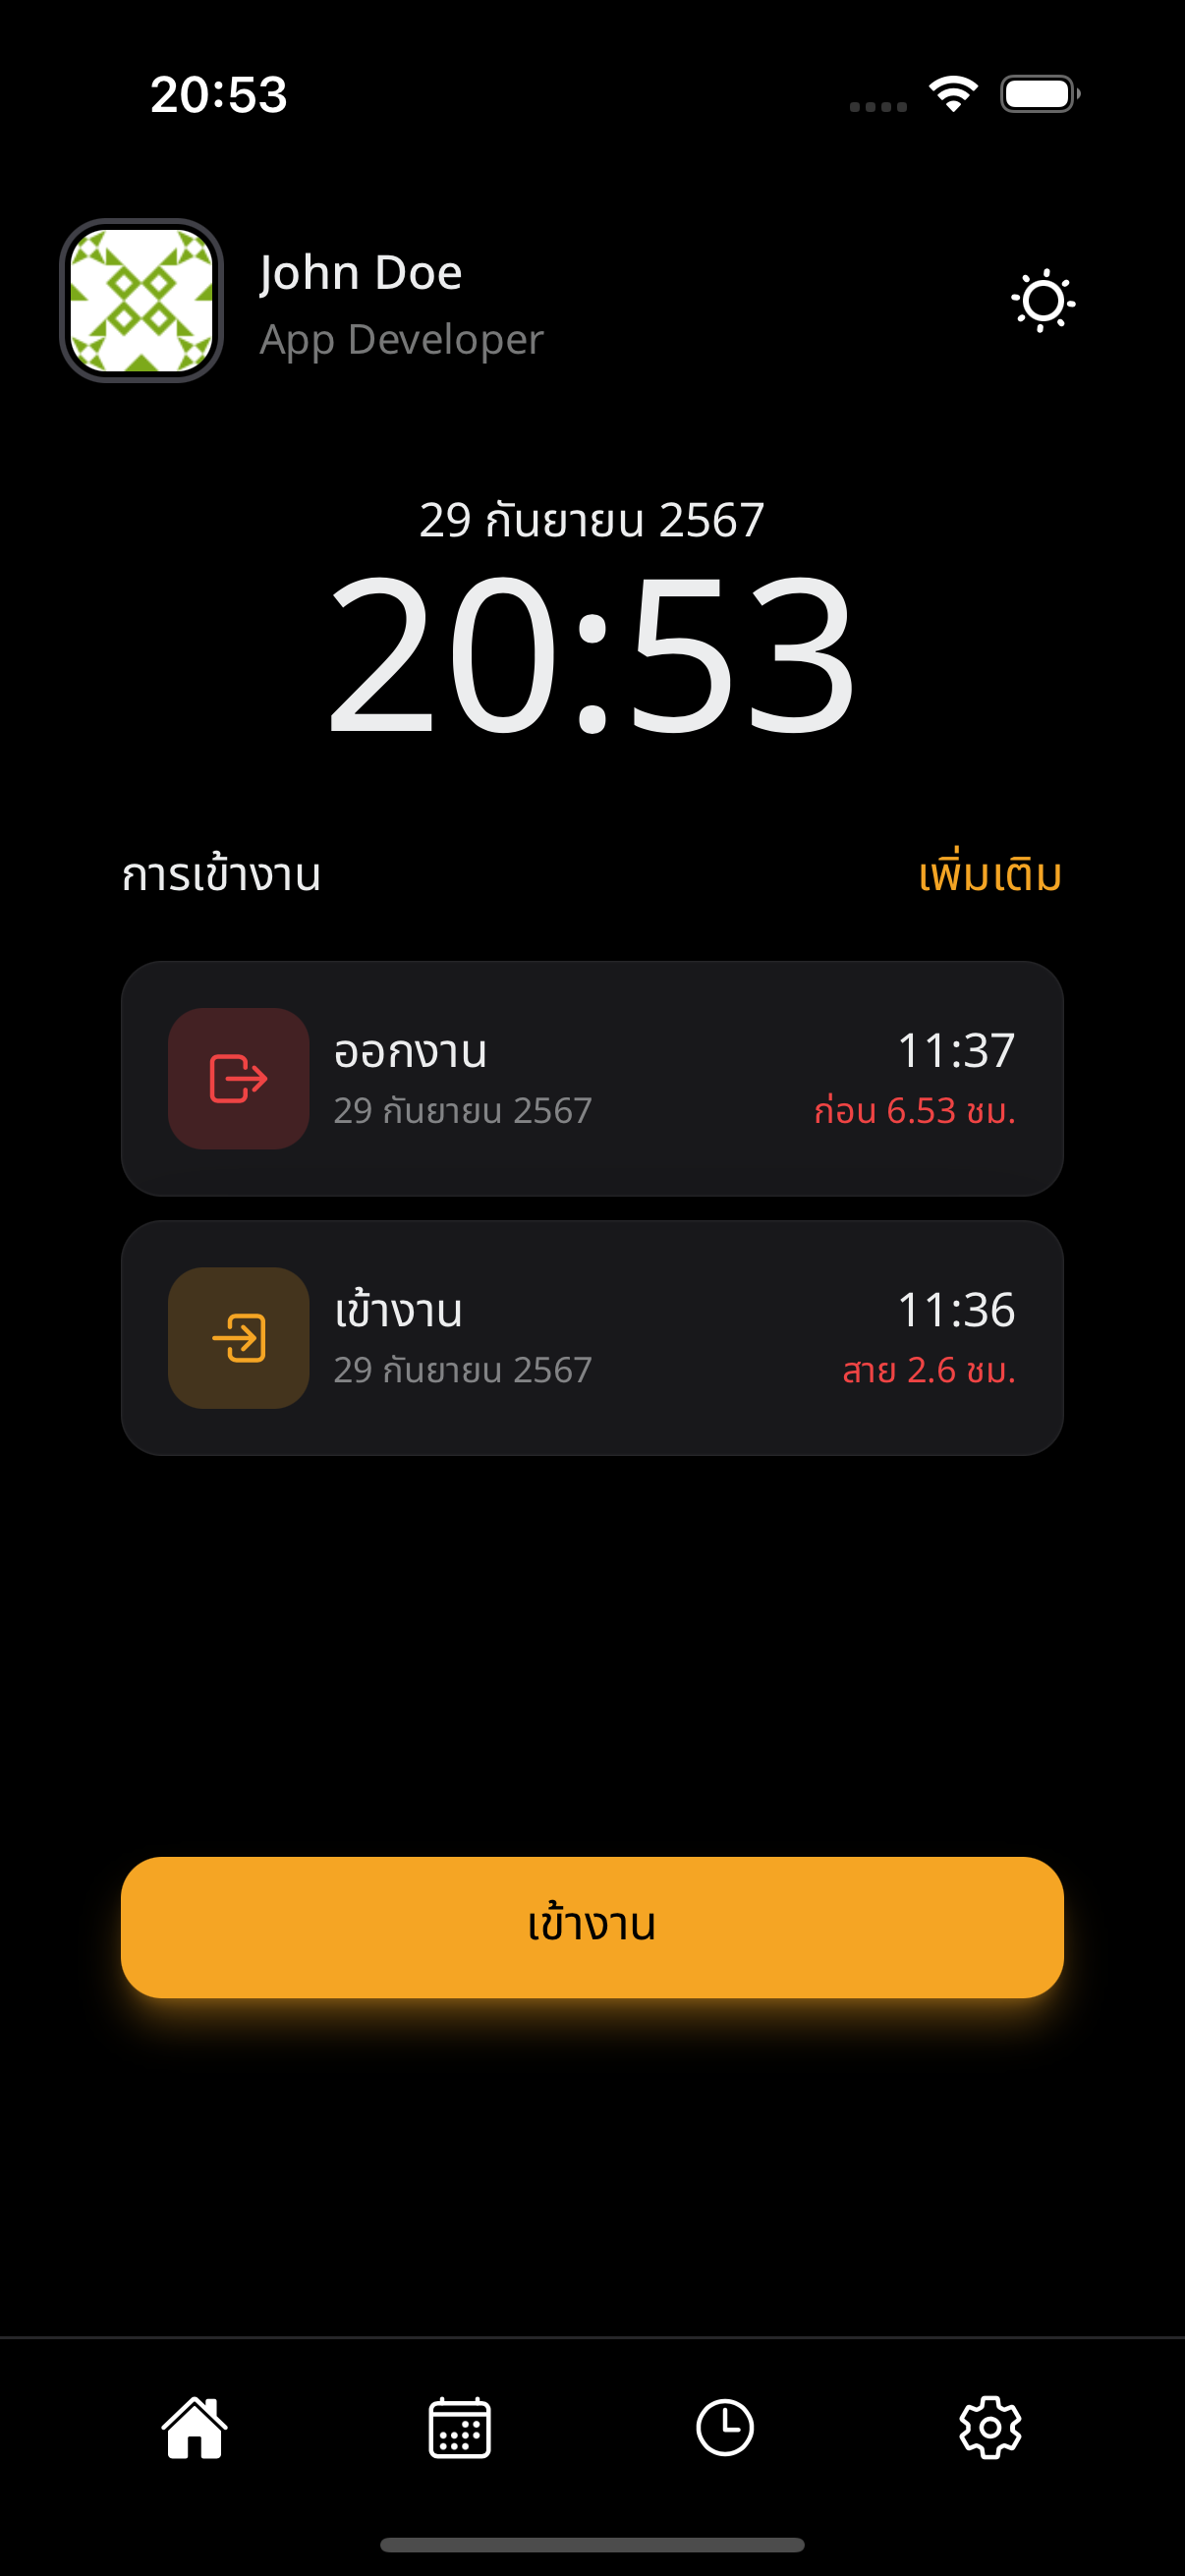 20:53
John Doe
App Developer
29 กันยายน 2567
20:53
การเข้างาน
เพิ่มเติม
ออกงาน
11:37
29 กันยายน 2567
ก่อน 6.53 ชม.
เข้างาน
11:36
29 กันยายน 2567
สาย 2.6 ชม.
เข้างาน